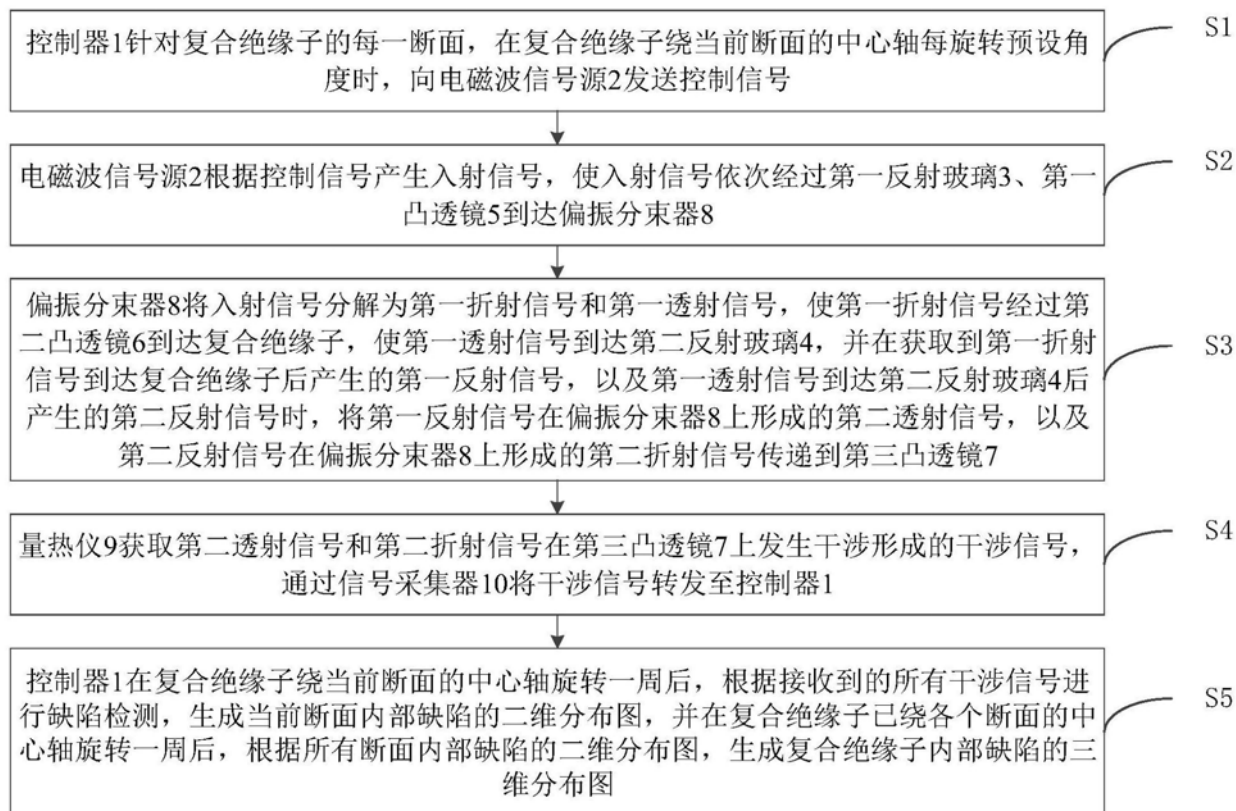 控制器1针对复合绝缘子的每一断面，在复合绝缘子绕当前断面的中心轴每旋转预设角
度时，向电磁波信号源2发送控制信号
S1
电磁波信号源2根据控制信号产生入射信号，使入射信号依次经过第一反射玻璃3、第一
凸透镜5到达偏振分束器8
S2
偏振分束器8将入射信号分解为第一折射信号和第一透射信号，使第一折射信号经过第
二凸透镜6到达复合绝缘子，使第一透射信号到达第二反射玻璃4，并在获取到第一折射
信号到达复合绝缘子后产生的第一反射信号，以及第一透射信号到达第二反射玻璃4后
产生的第二反射信号时，将第一反射信号在偏振分束器8上形成的第二透射信号，以及
第二反射信号在偏振分束器8上形成的第二折射信号传递到第三凸透镜7
S3
量热仪9获取第二透射信号和第二折射信号在第三凸透镜7上发生干涉形成的干涉信号，
通过信号采集器10将干涉信号转发至控制器1
S4
控制器1在复合绝缘子绕当前断面的中心轴旋转一周后，根据接收到的所有干涉信号进
行缺陷检测，生成当前断面内部缺陷的二维分布图，并在复合绝缘子已绕各个断面的中
心轴旋转一周后，根据所有断面内部缺陷的二维分布图，生成复合绝缘子内部缺陷的三
维分布图
S5